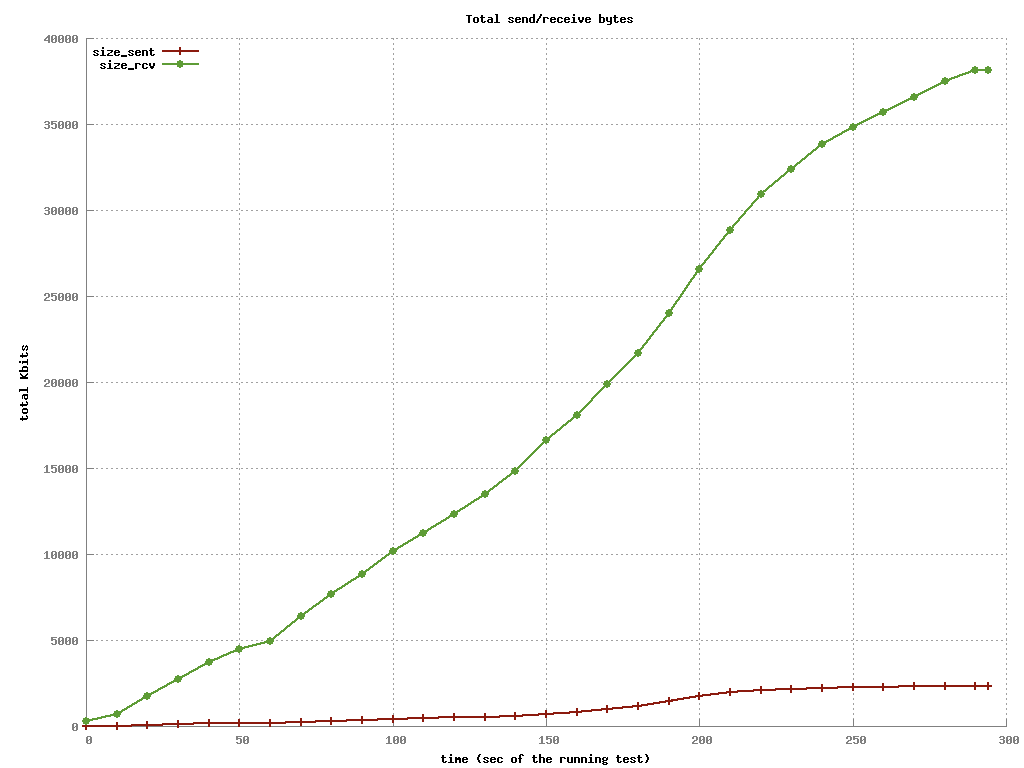 Total send/receive bytes
size_sent
size_rcv
40000
35000
30000
25000
20000
15000
10000
5000
0
total Kbits
0 50 100 150 200 250 300
time (sec of the running test)